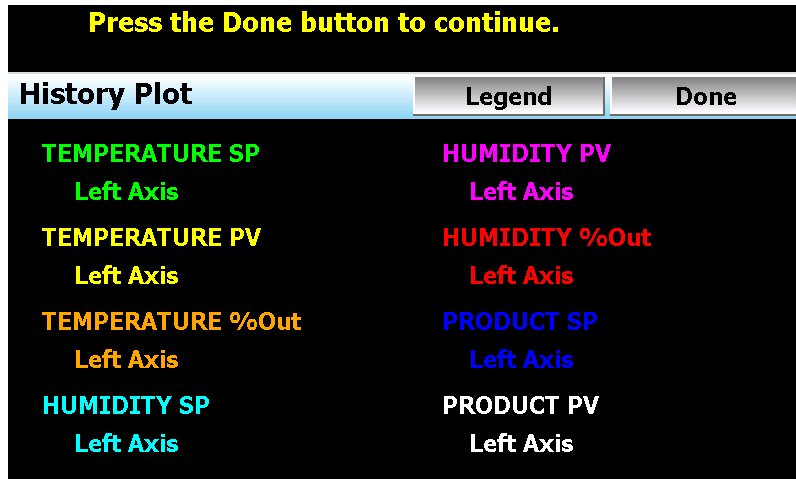 Press the Done button to continue.
History Plot
Legend
Done
TEMPERATURE SP
Left Axis
TEMPERATURE PV
Left Axis
TEMPERATURE %Out
Left Axis
HUMIDITY SP
Left Axis
HUMIDITY PV
Left Axis
HUMIDITY %Out
Left Axis
PRODUCT SP
Left Axis
PRODUCT PV
Left Axis